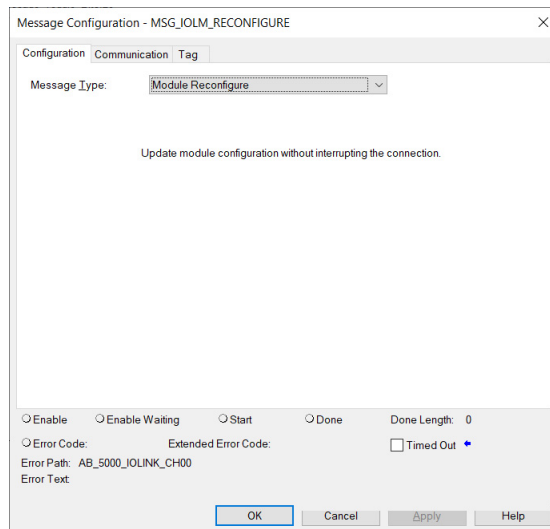 Message Configuration - MSG_IOLM_RECONFIGURE
Configuration Communication Tag
Message Type: Module Reconfigure
Update module configuration without interrupting the connection.
Enable Enable Waiting Start Done Done Length: 0
Error Code: Extended Error Code: Timed Out
Error Path: AB_5000_IOLINK_CH00
Error Text:
OK Cancel Apply Help